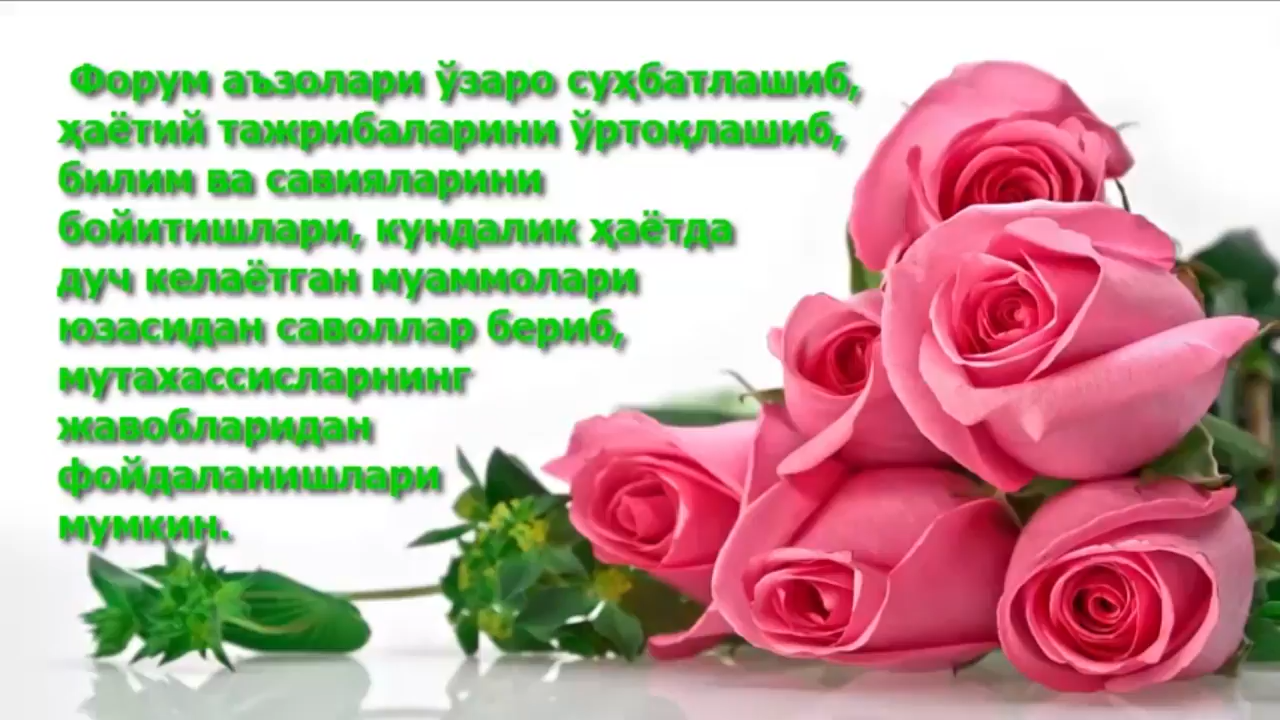 Форум аъзолари ўзаро суҳбатлашиб,
ҳаётий тажрибаларини ўртоқлашиб,
билим ва савияларини
бойитишлари, кундалик ҳаётда
дуч келаётган муаммолари
юзасидан саволлар бериб,
мутахассисларнинг
жавобларидан
фойдаланишлари
мумкин.